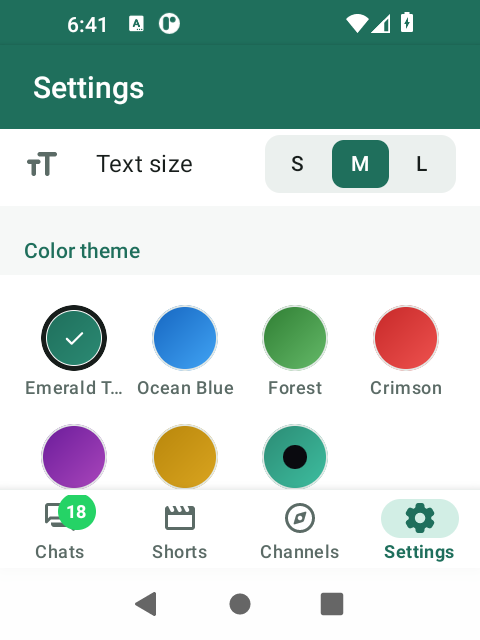 6:41
Settings
Text size
S M L
Color theme
Emerald T...
Ocean Blue
Forest
Crimson
18
Chats
Shorts
Channels
Settings